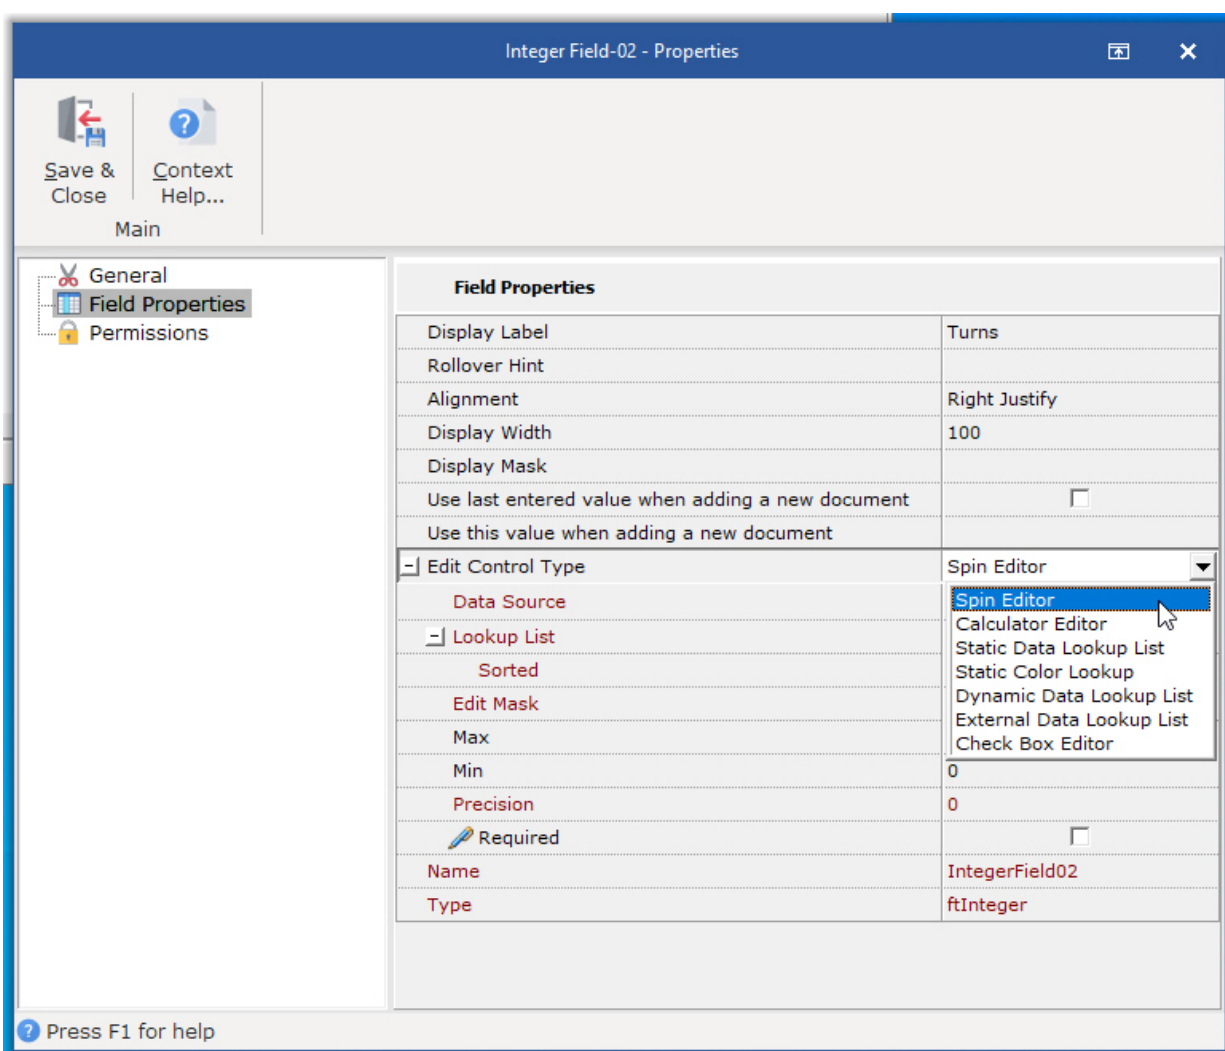 Integer Field-02 - Properties
Save &
Close
Context
Help...
Main
General
Field Properties
Permissions
Field Properties
Display Label Turns
Rollover Hint
Alignment Right Justify
Display Width 100
Display Mask
Use last entered value when adding a new document
Use this value when adding a new document
Edit Control Type Spin Editor
Data Source
Lookup List
Sorted
Edit Mask
Max
Spin Editor
Calculator Editor
Static Data Lookup List
Static Color Lookup
Dynamic Data Lookup List
External Data Lookup List
Check Box Editor
Min 0
Precision 0
Required
Name IntegerField02
Type ftInteger
Press F1 for help